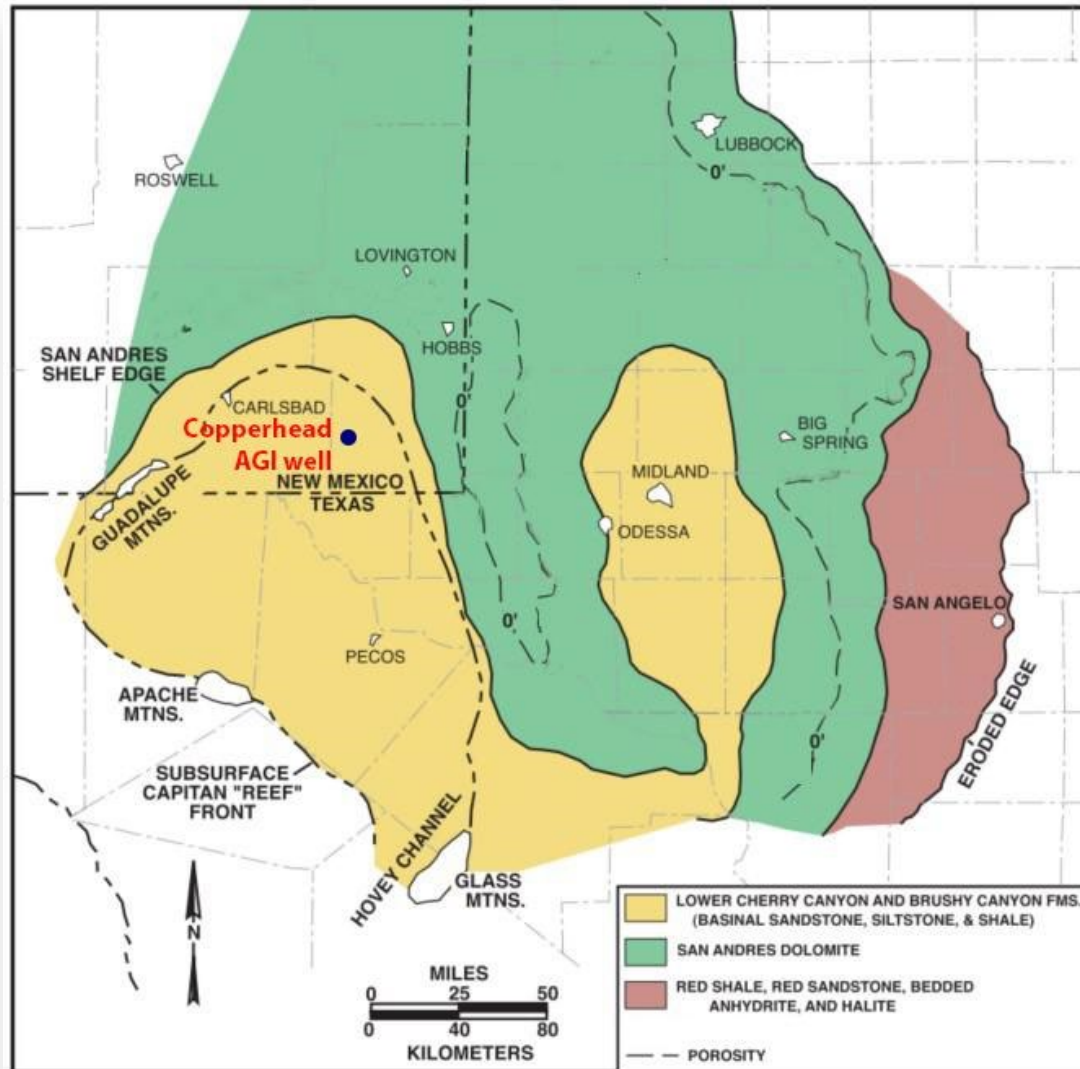 LUBBOCK
0'
ROSWELL
LOVINGTON
HOBBS
SAN ANDRES
SHELF EDGE
CARLSBAD
0'
Copperhead
AGI well
BIG
SPRING
MIDLAND
NEW MEXICO
TEXAS
GUADALUPE
MTNS.
ODESSA
SAN ANGELO
0'
PECOS
APACHE
MTNS.
ERODED EDGE
0'
SUBSURFACE
CAPITAN "REEF"
FRONT
HOVEY CHANNEL
GLASS
MTNS.
N
MILES
0 25 50
0 40 80
KILOMETERS
LOWER CHERRY CANYON AND BRUSHY CANYON FMS.
(BASINAL SANDSTONE, SILTSTONE, & SHALE)
SAN ANDRES DOLOMITE
RED SHALE, RED SANDSTONE, BEDDED
ANHYDRITE, AND HALITE
POROSITY